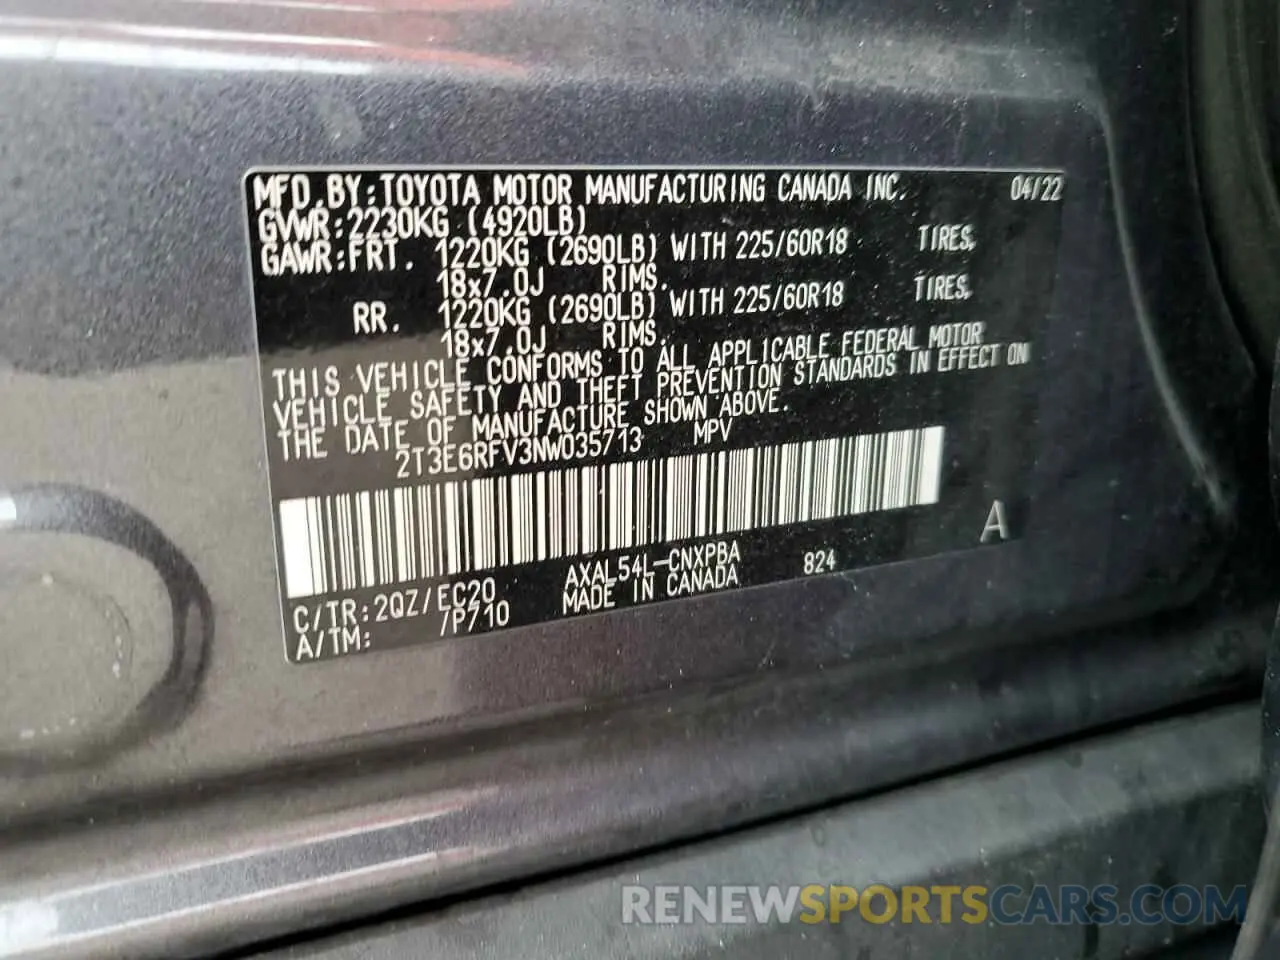 MFD. BY: TOYOTA MOTOR MANUFACTURING CANADA INC. 04/22
GVWR: 2230KG (4920LB)
GAWR: FRT. 1220KG (2690LB) WITH 225/60R18 TIRES,
18x7.0J RIMS.
RR. 1220KG (2690LB) WITH 225/60R18 TIRES,
18x7.0J RIMS.
THIS VEHICLE CONFORMS TO ALL APPLICABLE FEDERAL MOTOR
VEHICLE SAFETY AND THEFT PREVENTION STANDARDS IN EFFECT ON
THE DATE OF MANUFACTURE SHOWN ABOVE.
2T3E6RFV3NW035713 MPV
A
C/TR: 2QZ/EC20 AXAL54L-CNXPBA 824
A/TM: /P710 MADE IN CANADA
RENEWSPORTSCARS.COM